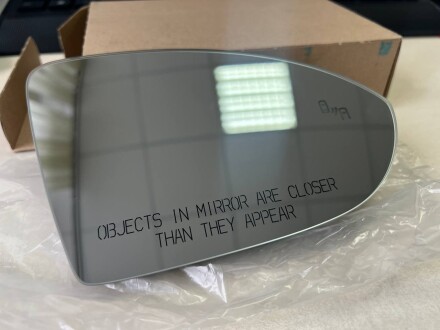 OBJECTS IN MIRROR ARE CLOSER
THAN THEY APPEAR